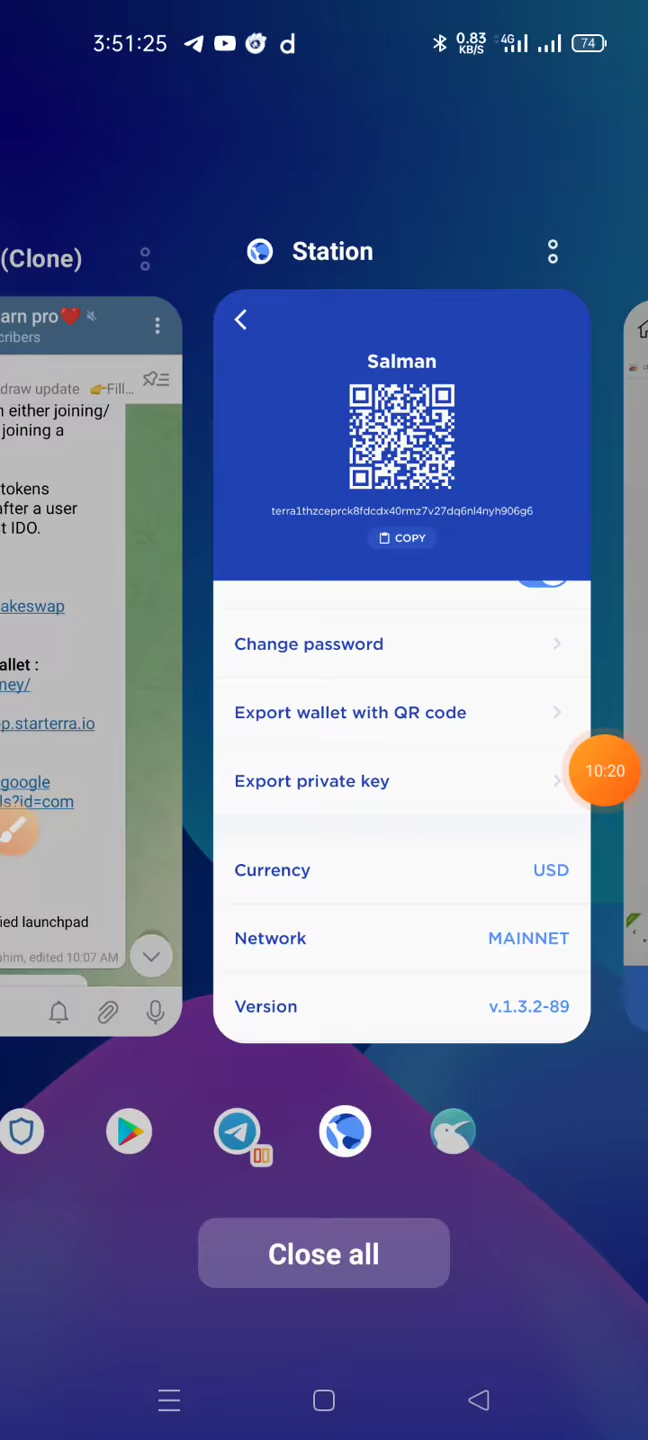 3:51:25
d
0.83
KB/S
4G
74
(Clone)
arn pro❤️
cribers
draw update 👉Fill...
n either joining/
joining a
tokens
after a user
t IDO.
akeswap
allet :
ney/
p.starterra.io
google
ls?id=com
ied launchpad
ahim, edited 10:07 AM
Station
Salman
terra1thzceprck8fdcdx40rmz7v27dq6nl4nyh906g6
COPY
Change password
Export wallet with QR code
Export private key
10:20
Currency
USD
Network
MAINNET
Version
v.1.3.2-89
Close all